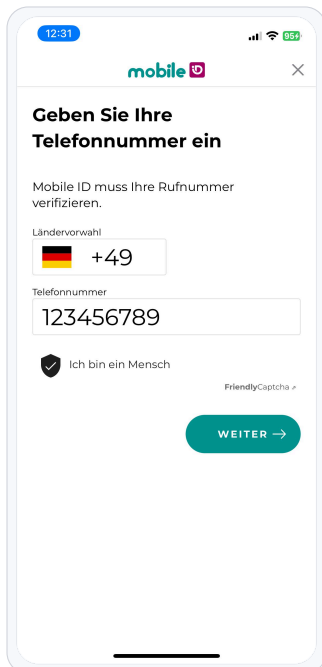 12:31
95
mobile ID
Geben Sie Ihre
Telefonnummer ein
Mobile ID muss Ihre Rufnummer
verifizieren.
Ländervorwahl
+49
Telefonnummer
123456789
Ich bin ein Mensch
FriendlyCaptcha ↗
WEITER →